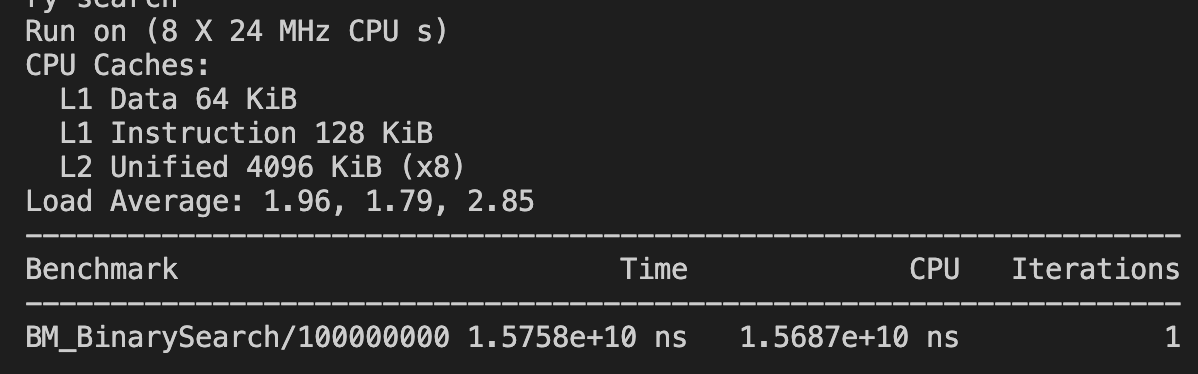 ry search
Run on (8 X 24 MHz CPU s)
CPU Caches:
  L1 Data 64 KiB
  L1 Instruction 128 KiB
  L2 Unified 4096 KiB (x8)
Load Average: 1.96, 1.79, 2.85
--------------------------------------------------------------------
Benchmark                          Time             CPU   Iterations
--------------------------------------------------------------------
BM_BinarySearch/100000000 1.5758e+10 ns   1.5687e+10 ns            1